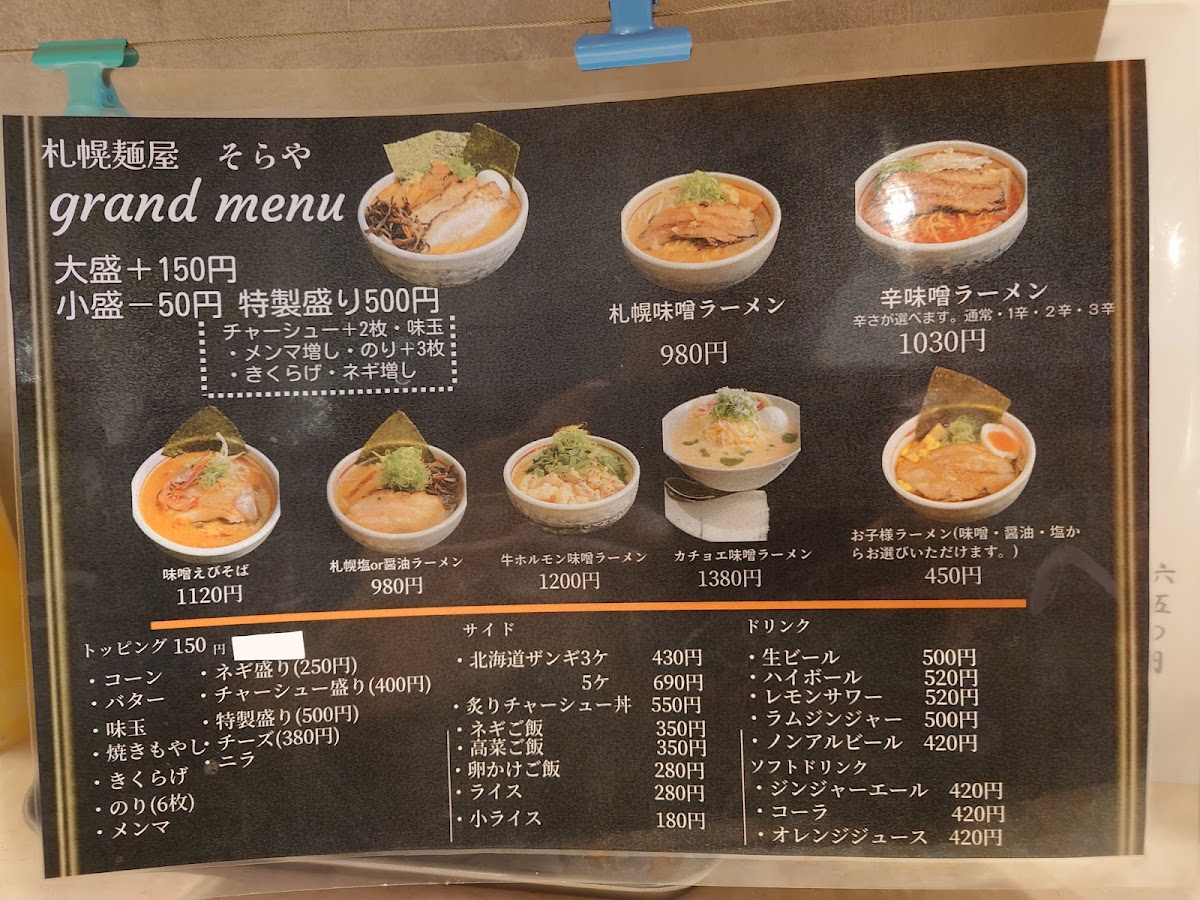 札幌麺屋 そらや
grand menu
大盛＋150円
小盛－50円 特製盛り500円
チャーシュー＋2枚・味玉
・メンマ増し・のり＋3枚
・きくらげ・ネギ増し
札幌味噌ラーメン
980円
辛味噌ラーメン
辛さが選べます。通常・1辛・2辛・3辛
1030円
味噌えびそば
1120円
札幌塩or醤油ラーメン
980円
牛ホルモン味噌ラーメン
1200円
カチョエ味噌ラーメン
1380円
お子様ラーメン(味噌・醤油・塩か
らお選びいただけます。)
450円
トッピング 150 円
・コーン
・バター
・味玉
・焼きもやし
・きくらげ
・のり(6枚)
・メンマ
・ネギ盛り(250円)
・チャーシュー盛り(400円)
・特製盛り(500円)
・チーズ(380円)
・ニラ
サイド
・北海道ザンギ3ケ 430円
5ケ 690円
・炙りチャーシュー丼 550円
・ネギご飯 350円
・高菜ご飯 350円
・卵かけご飯 280円
・ライス 280円
・小ライス 180円
ドリンク
・生ビール 500円
・ハイボール 520円
・レモンサワー 520円
・ラムジンジャー 500円
・ノンアルビール 420円
ソフトドリンク
・ジンジャーエール 420円
・コーラ 420円
・オレンジジュース 420円